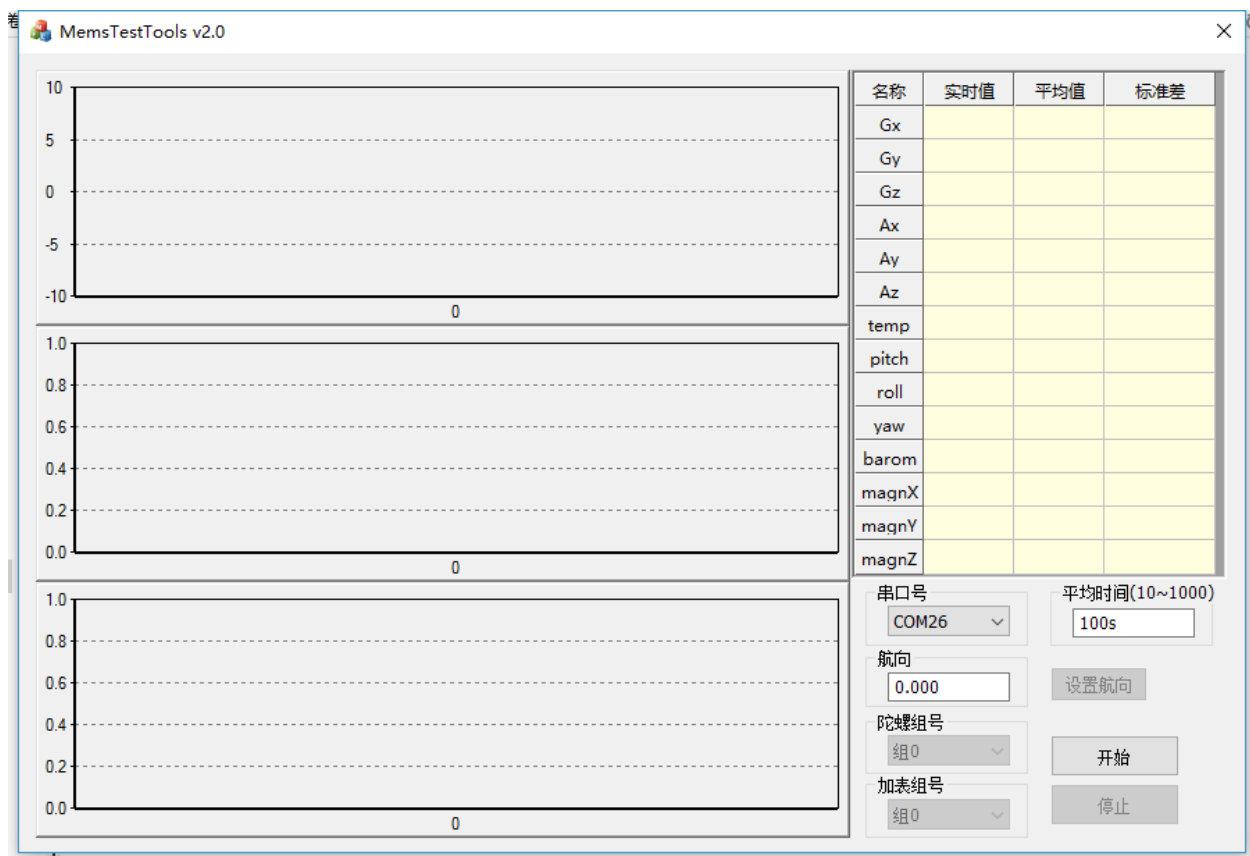 MemsTestTools v2.0
10
5
0
-5
-10
0
1.0
0.8
0.6
0.4
0.2
0.0
0
1.0
0.8
0.6
0.4
0.2
0.0
0
名称 实时值 平均值 标准差
Gx
Gy
Gz
Ax
Ay
Az
temp
pitch
roll
yaw
barom
magnX
magnY
magnZ
串口号 平均时间(10~1000)
COM26 100s
航向
0.000 设置航向
陀螺组号
组0 开始
加表组号
组0 停止